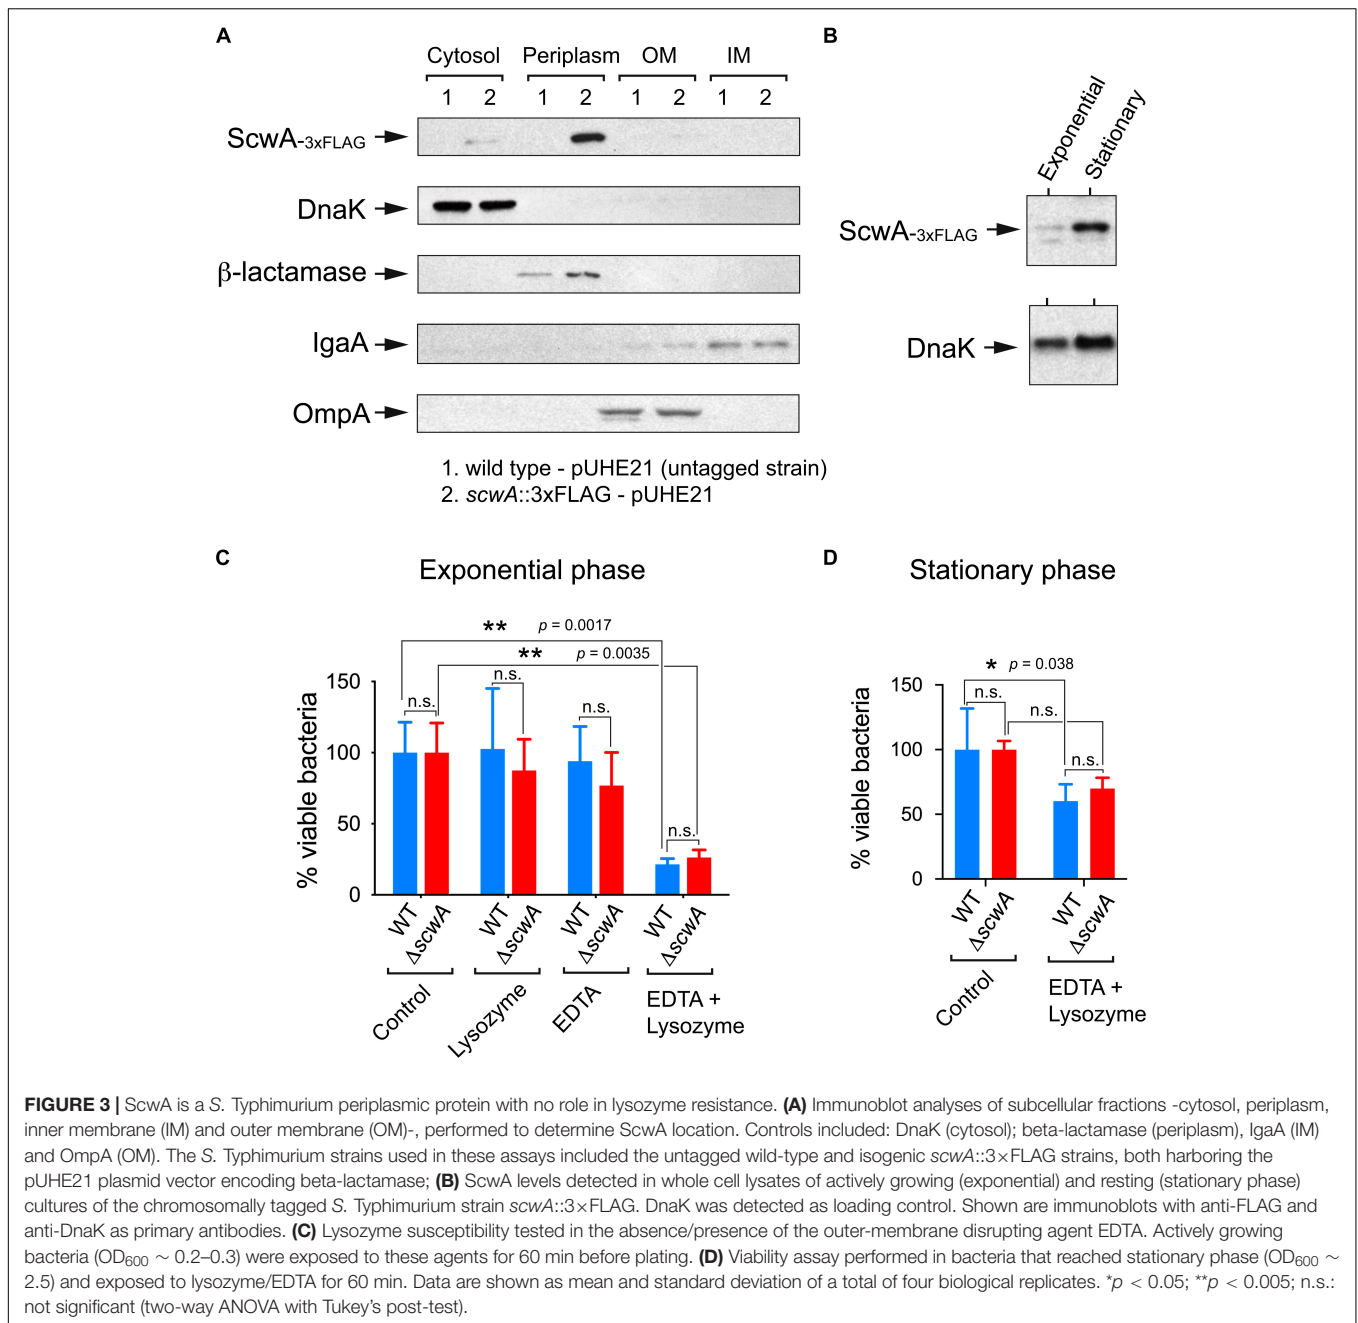 A
Cytosol Periplasm OM IM
1 2 1 2 1 2 1 2
ScwA-3xFLAG
DnaK
β-lactamase
IgaA
OmpA
1. wild type - pUHE21 (untagged strain)
2. scwA::3xFLAG - pUHE21
B
Exponential
Stationary
ScwA-3xFLAG
DnaK
C
Exponential phase
** p = 0.0017
** p = 0.0035
n.s. n.s. n.s. n.s.
% viable bacteria
150
100
50
0
WT ΔscwA WT ΔscwA WT ΔscwA WT ΔscwA
Control Lysozyme EDTA EDTA +
Lysozyme
D
Stationary phase
* p = 0.038
n.s. n.s. n.s.
% viable bacteria
150
100
50
0
WT ΔscwA WT ΔscwA
Control EDTA +
Lysozyme
FIGURE 3 | ScwA is a S. Typhimurium periplasmic protein with no role in lysozyme resistance. (A) Immunoblot analyses of subcellular fractions -cytosol, periplasm,
inner membrane (IM) and outer membrane (OM)-, performed to determine ScwA location. Controls included: DnaK (cytosol); beta-lactamase (periplasm), IgaA (IM)
and OmpA (OM). The S. Typhimurium strains used in these assays included the untagged wild-type and isogenic scwA::3×FLAG strains, both harboring the
pUHE21 plasmid vector encoding beta-lactamase; (B) ScwA levels detected in whole cell lysates of actively growing (exponential) and resting (stationary phase)
cultures of the chromosomally tagged S. Typhimurium strain scwA::3×FLAG. DnaK was detected as loading control. Shown are immunoblots with anti-FLAG and
anti-DnaK as primary antibodies. (C) Lysozyme susceptibility tested in the absence/presence of the outer-membrane disrupting agent EDTA. Actively growing
bacteria (OD600 ∼ 0.2–0.3) were exposed to these agents for 60 min before plating. (D) Viability assay performed in bacteria that reached stationary phase (OD600 ∼
2.5) and exposed to lysozyme/EDTA for 60 min. Data are shown as mean and standard deviation of a total of four biological replicates. *p < 0.05; **p < 0.005; n.s.:
not significant (two-way ANOVA with Tukey's post-test).